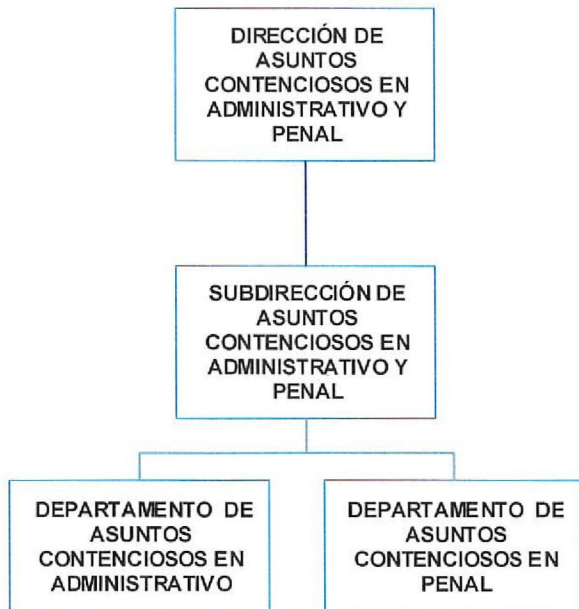 DIRECCIÓN DE
ASUNTOS
CONTENCIOSOS EN
ADMINISTRATIVO Y
PENAL
SUBDIRECCIÓN DE
ASUNTOS
CONTENCIOSOS EN
ADMINISTRATIVO Y
PENAL
DEPARTAMENTO DE
ASUNTOS
CONTENCIOSOS EN
ADMINISTRATIVO
DEPARTAMENTO DE
ASUNTOS
CONTENCIOSOS EN
PENAL